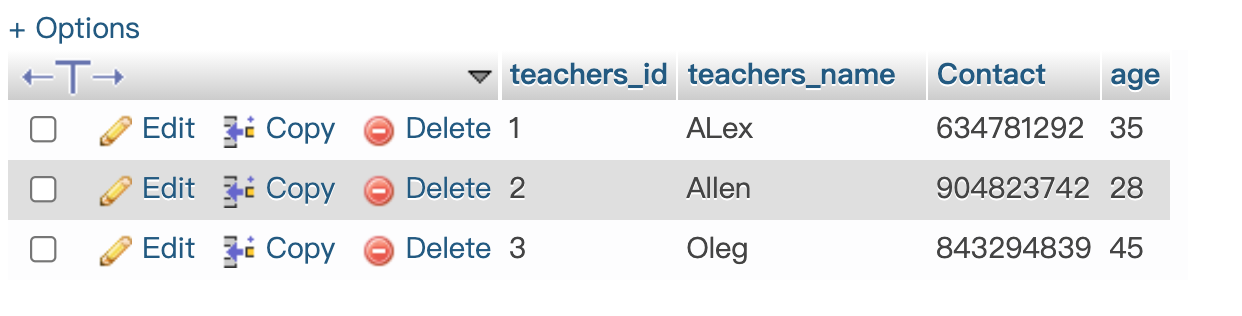 + Options
←T→ teachers_id teachers_name Contact age
Edit Copy Delete 1 ALex 634781292 35
Edit Copy Delete 2 Allen 904823742 28
Edit Copy Delete 3 Oleg 843294839 45